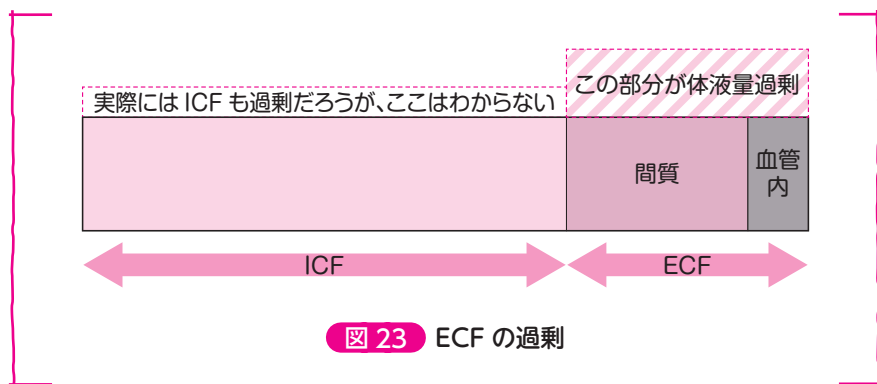 この部分が体液量過剰
実際には ICF も過剰だろうが、ここはわからない
間質
血管
内
ICF
ECF
図 23 ECF の過剰